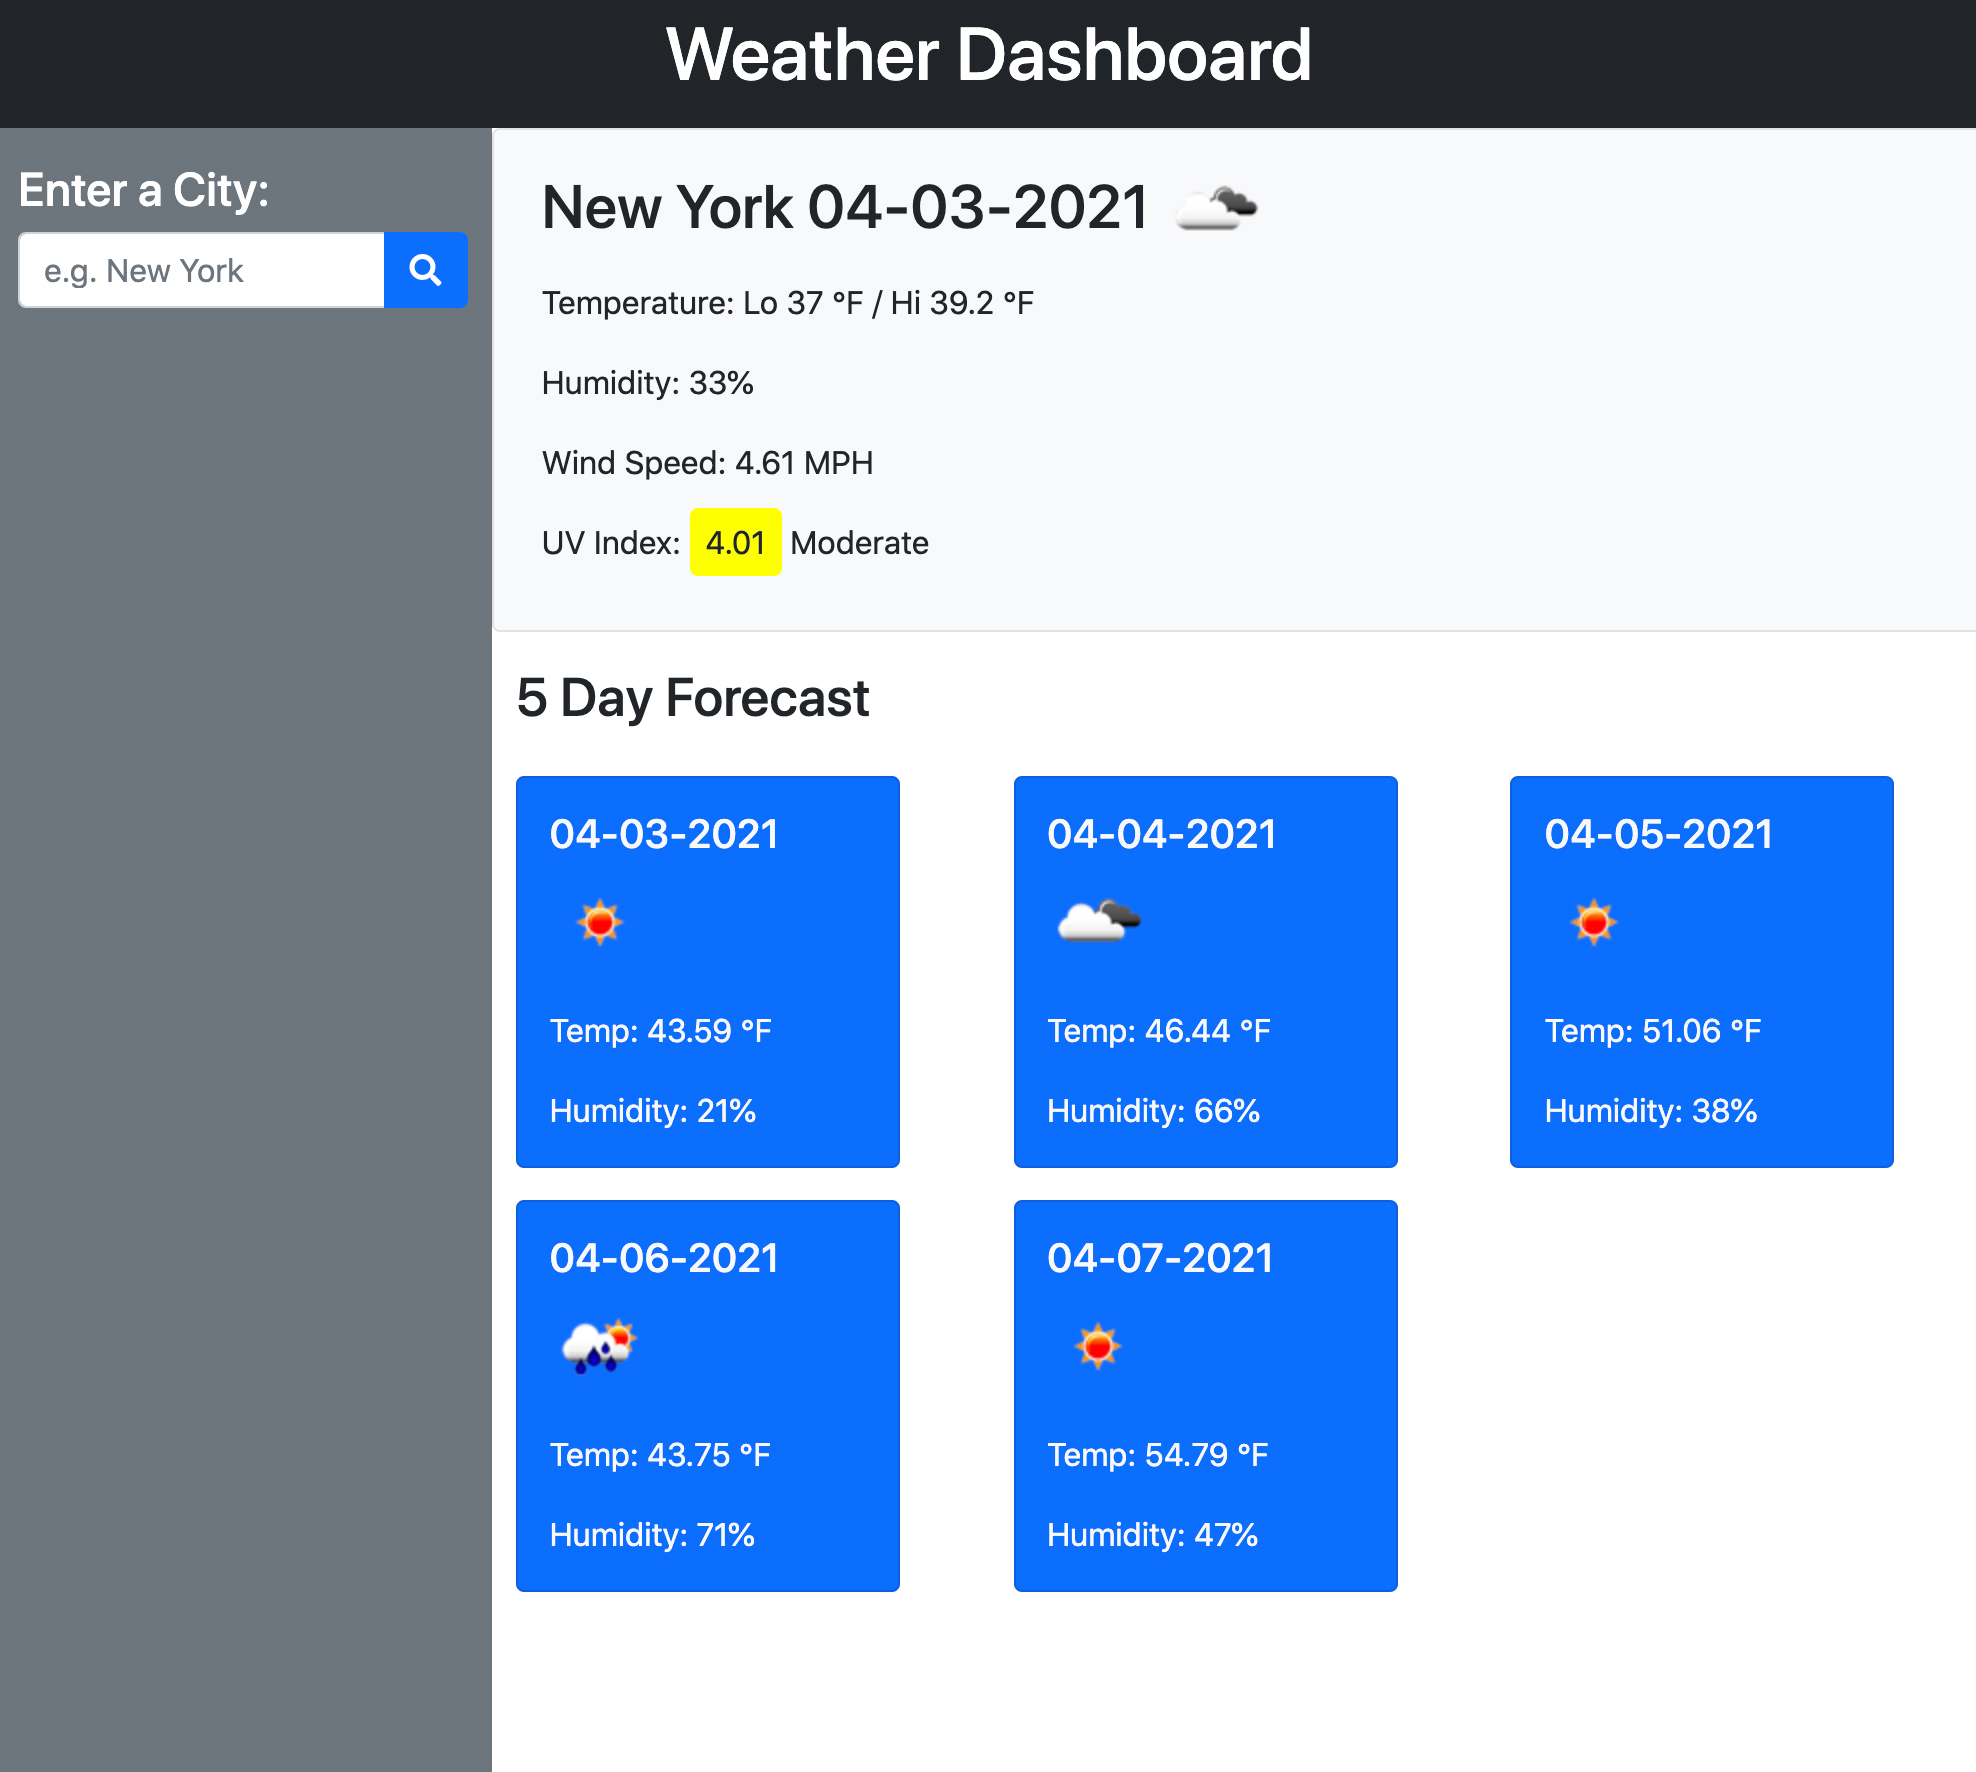 Weather Dashboard
Enter a City:
e.g. New York
New York 04-03-2021
Temperature: Lo 37 °F / Hi 39.2 °F
Humidity: 33%
Wind Speed: 4.61 MPH
UV Index: 4.01 Moderate
5 Day Forecast
04-03-2021
Temp: 43.59 °F
Humidity: 21%
04-04-2021
Temp: 46.44 °F
Humidity: 66%
04-05-2021
Temp: 51.06 °F
Humidity: 38%
04-06-2021
Temp: 43.75 °F
Humidity: 71%
04-07-2021
Temp: 54.79 °F
Humidity: 47%